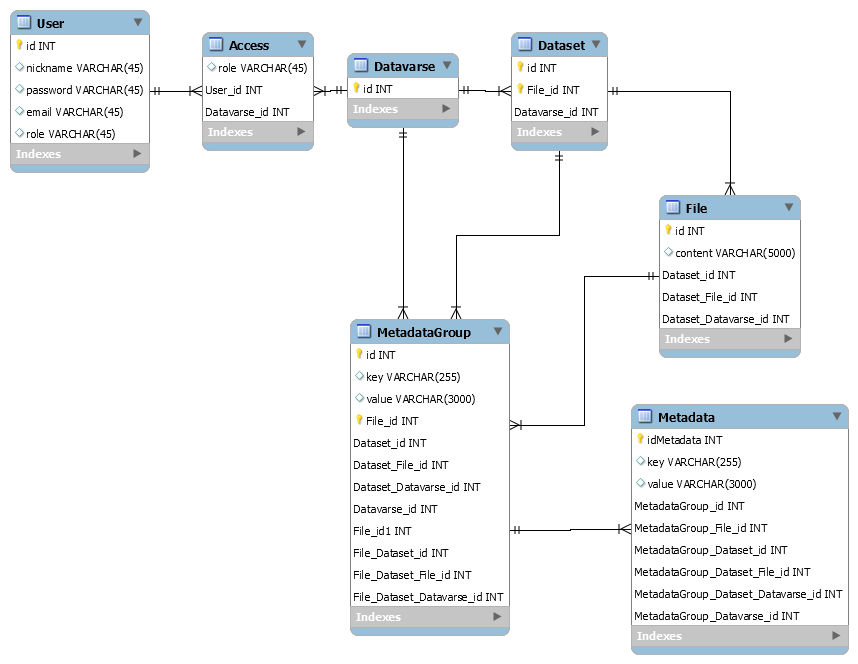 User
id INT
nickname VARCHAR(45)
password VARCHAR(45)
email VARCHAR(45)
role VARCHAR(45)
Indexes
Access
role VARCHAR(45)
User_id INT
Datavarse_id INT
Indexes
Datavarse
id INT
Indexes
Dataset
id INT
File_id INT
Datavarse_id INT
Indexes
File
id INT
content VARCHAR(5000)
Dataset_id INT
Dataset_File_id INT
Dataset_Datavarse_id INT
Indexes
MetadataGroup
id INT
key VARCHAR(255)
value VARCHAR(3000)
File_id INT
Dataset_id INT
Dataset_File_id INT
Dataset_Datavarse_id INT
Datavarse_id INT
File_id1 INT
File_Dataset_id INT
File_Dataset_File_id INT
File_Dataset_Datavarse_id INT
Indexes
Metadata
idMetadata INT
key VARCHAR(255)
value VARCHAR(3000)
MetadataGroup_id INT
MetadataGroup_File_id INT
MetadataGroup_Dataset_id INT
MetadataGroup_Dataset_File_id INT
MetadataGroup_Dataset_Datavarse_id INT
MetadataGroup_Datavarse_id INT
Indexes